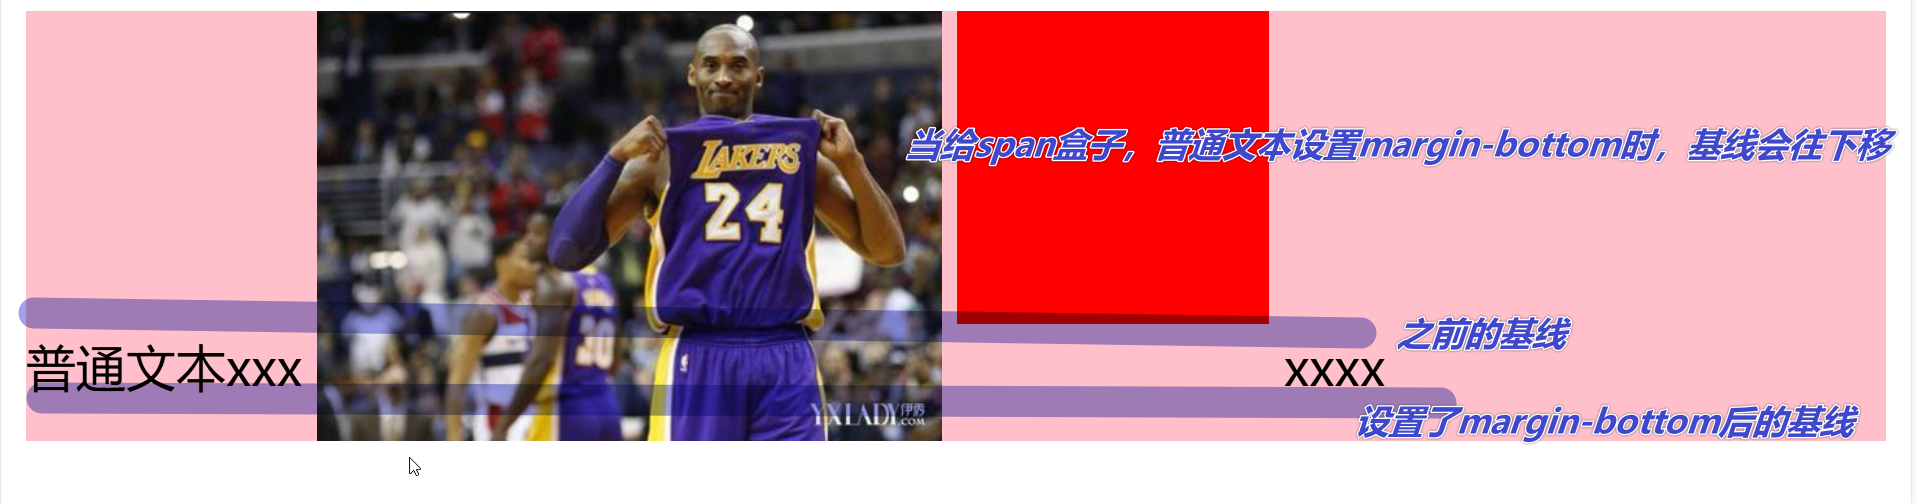 LAKERS
24
30
当给span盒子，普通文本设置margin-bottom时，基线会往下移
之前的基线
普通文本xxx
xxxx
YXLADY伊秀
.COM
设置了margin-bottom后的基线